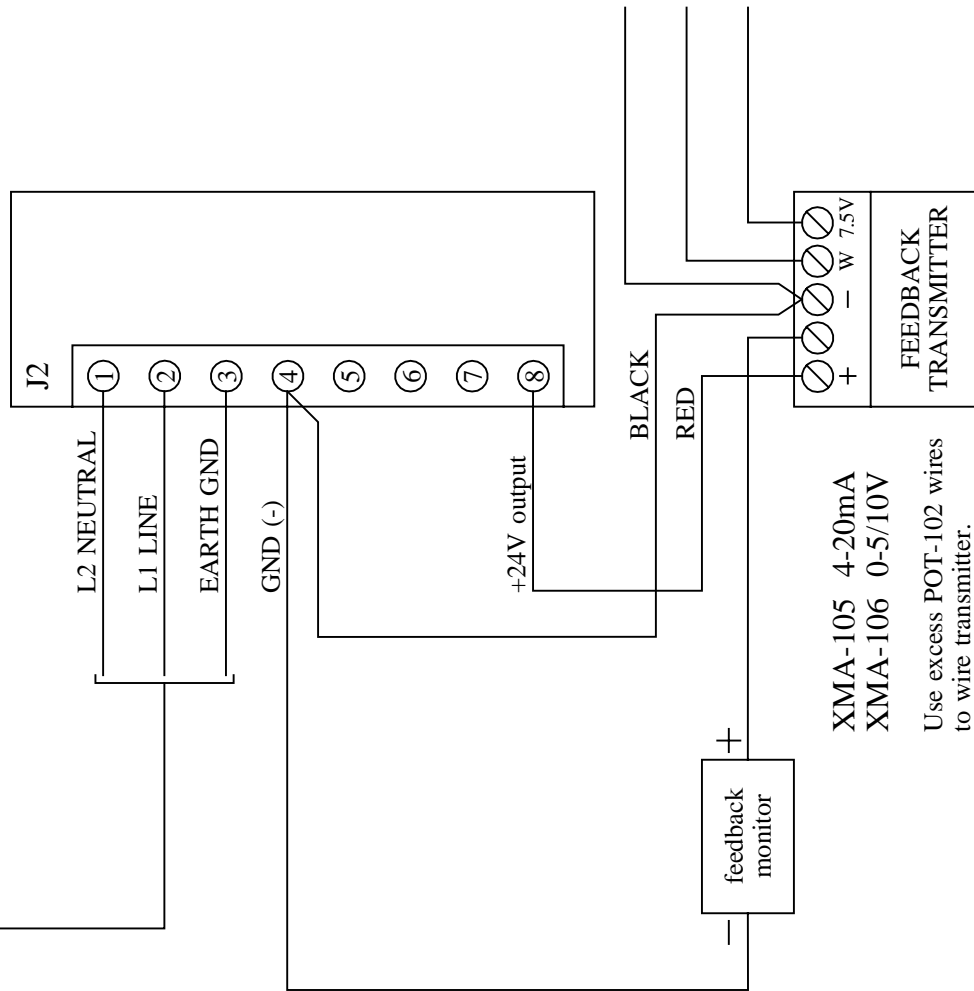 J2
1
2
3
4
5
6
7
8
L2 NEUTRAL
L1 LINE
EARTH GND
GND (-)
+24V output
BLACK
RED
+
−
W
7.5V
FEEDBACK
TRANSMITTER
+
feedback
monitor
−
XMA-105 4-20mA
XMA-106 0-5/10V
Use excess POT-102 wires
to wire transmitter.